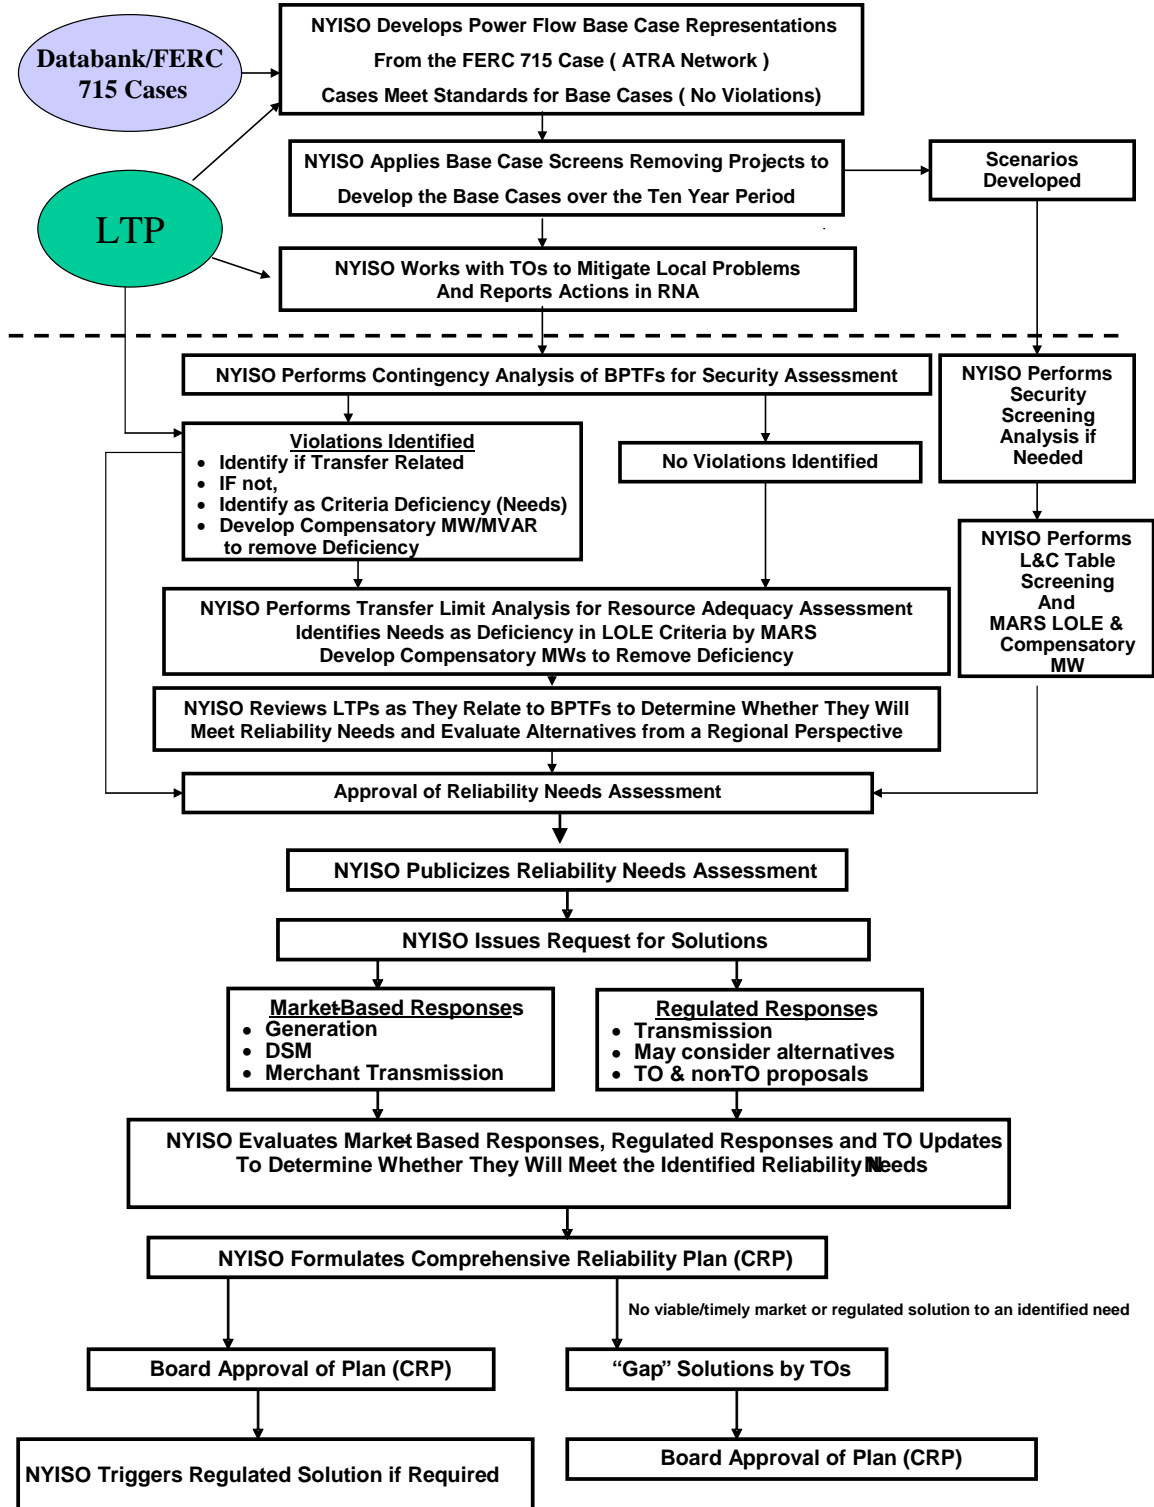 NYISO Develops Power Flow Base Case Representations
From the FERC 715 Case ( ATRA Network )
Cases Meet Standards for Base Cases ( No Violations)
Databank/FERC
715 Cases
NYISO Applies Base Case Screens Removing Projects to
Develop the Base Cases over the Ten Year Period
Scenarios
Developed
LTP
NYISO Works with TOs to Mitigate Local Problems
And Reports Actions in RNA
NYISO Performs Contingency Analysis of BPTFs for Security Assessment
NYISO Performs
Security
Screening
Analysis if
Needed
Violations Identified
• Identify if Transfer Related
• IF not,
• Identify as Criteria Deficiency (Needs)
• Develop Compensatory MW/MVAR
to remove Deficiency
No Violations Identified
NYISO Performs
L&C Table
Screening
And
MARS LOLE &
Compensatory
MW
NYISO Performs Transfer Limit Analysis for Resource Adequacy Assessment
Identifies Needs as Deficiency in LOLE Criteria by MARS
Develop Compensatory MWs to Remove Deficiency
NYISO Reviews LTPs as They Relate to BPTFs to Determine Whether They Will
Meet Reliability Needs and Evaluate Alternatives from a Regional Perspective
Approval of Reliability Needs Assessment
NYISO Publicizes Reliability Needs Assessment
NYISO Issues Request for Solutions
Market-Based Responses
• Generation
• DSM
• Merchant Transmission
Regulated Responses
• Transmission
• May consider alternatives
• TO & non-TO proposals
NYISO Evaluates Market- Based Responses, Regulated Responses and TO Updates
To Determine Whether They Will Meet the Identified Reliability Needs
NYISO Formulates Comprehensive Reliability Plan (CRP)
No viable/timely market or regulated solution to an identified need
Board Approval of Plan (CRP)
“Gap” Solutions by TOs
NYISO Triggers Regulated Solution if Required
Board Approval of Plan (CRP)